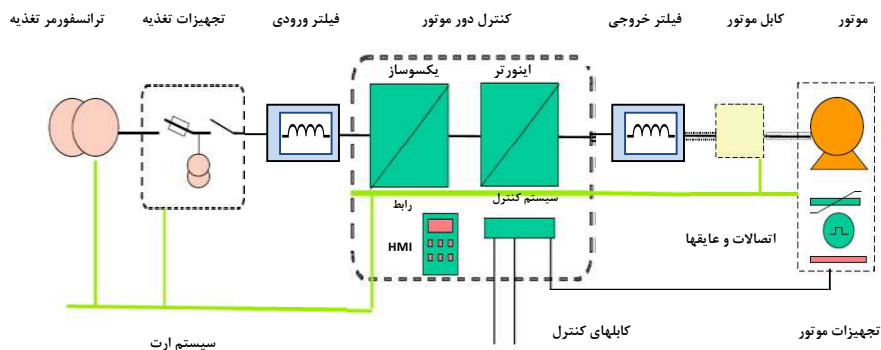 موتور
کابل موتور
فیلتر خروجی
کنترل دور موتور
فیلتر ورودی
تجهیزات تغذیه
ترانسفورمر تغذیه
اینورتر
یکسوساز
سیستم کنترل
رابط
HMI
اتصالات و عایقها
تجهیزات موتور
کابلهای کنترل
سیستم ارت